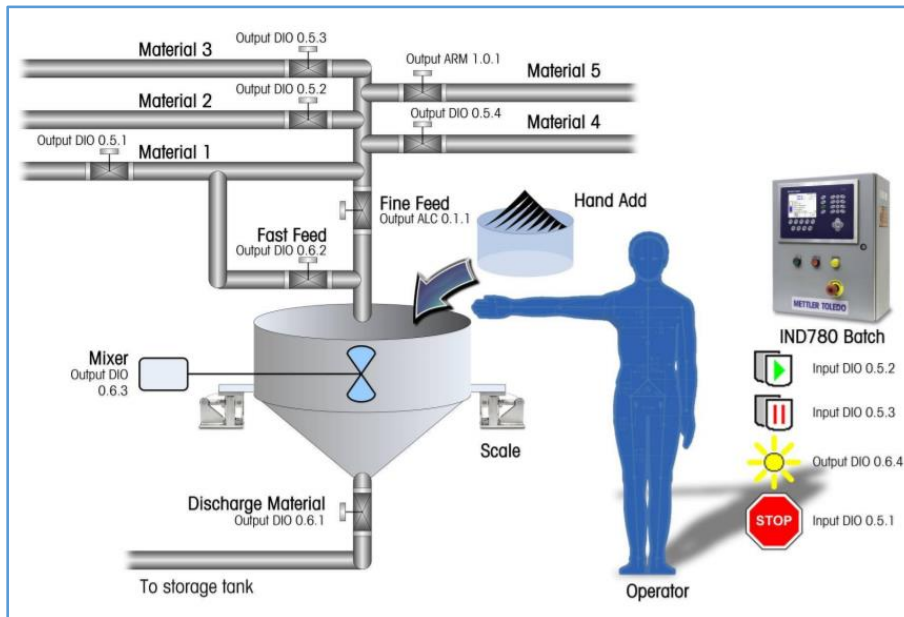 Output DIO 0.5.3
Material 3
Output ARM 1.0.1
Material 5
Output DIO 0.5.2
Material 2
Output DIO 0.5.4
Material 4
Output DIO 0.5.1
Material 1
Hand Add
Fine Feed
Output ALC 0.1.1
Fast Feed
Output DIO 0.6.2
METTLER TOLEDO
IND780 Batch
Mixer
Output DIO
0.6.3
Input DIO 0.5.2
Input DIO 0.5.3
Scale
Output DIO 0.6.4
Discharge Material
Output DIO 0.6.1
STOP
Input DIO 0.5.1
To storage tank
Operator